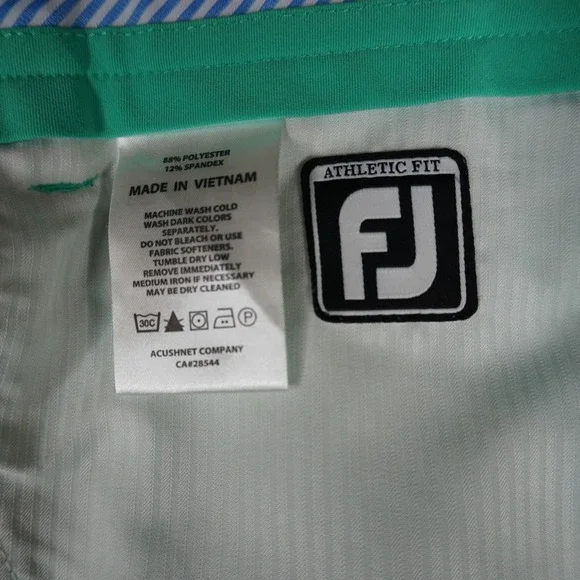 88% POLYESTER
12% SPANDEX
MADE IN VIETNAM
MACHINE WASH COLD
WASH DARK COLORS
SEPARATELY.
DO NOT BLEACH OR USE
FABRIC SOFTENERS.
TUMBLE DRY LOW
REMOVE IMMEDIATELY
MEDIUM IRON IF NECESSARY
MAY BE DRY CLEANED
30C P
ACUSHNET COMPANY
CA#28544
ATHLETIC FIT
FJ